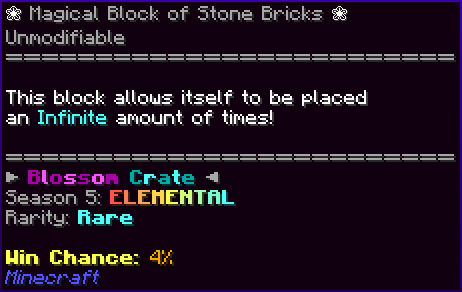 ❀ Magical Block of Stone Bricks ❀
Unmodifiable
==================================
This block allows itself to be placed
an Infinite amount of times!
==================================
► Blossom Crate ◄
Season 5: ELEMENTAL
Rarity: Rare
Win Chance: 4%
Minecraft